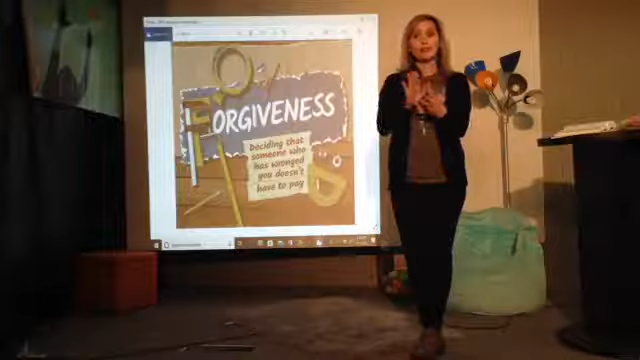 FORGIVENESS
Deciding that
someone who
has wronged
you doesn't
have to pay